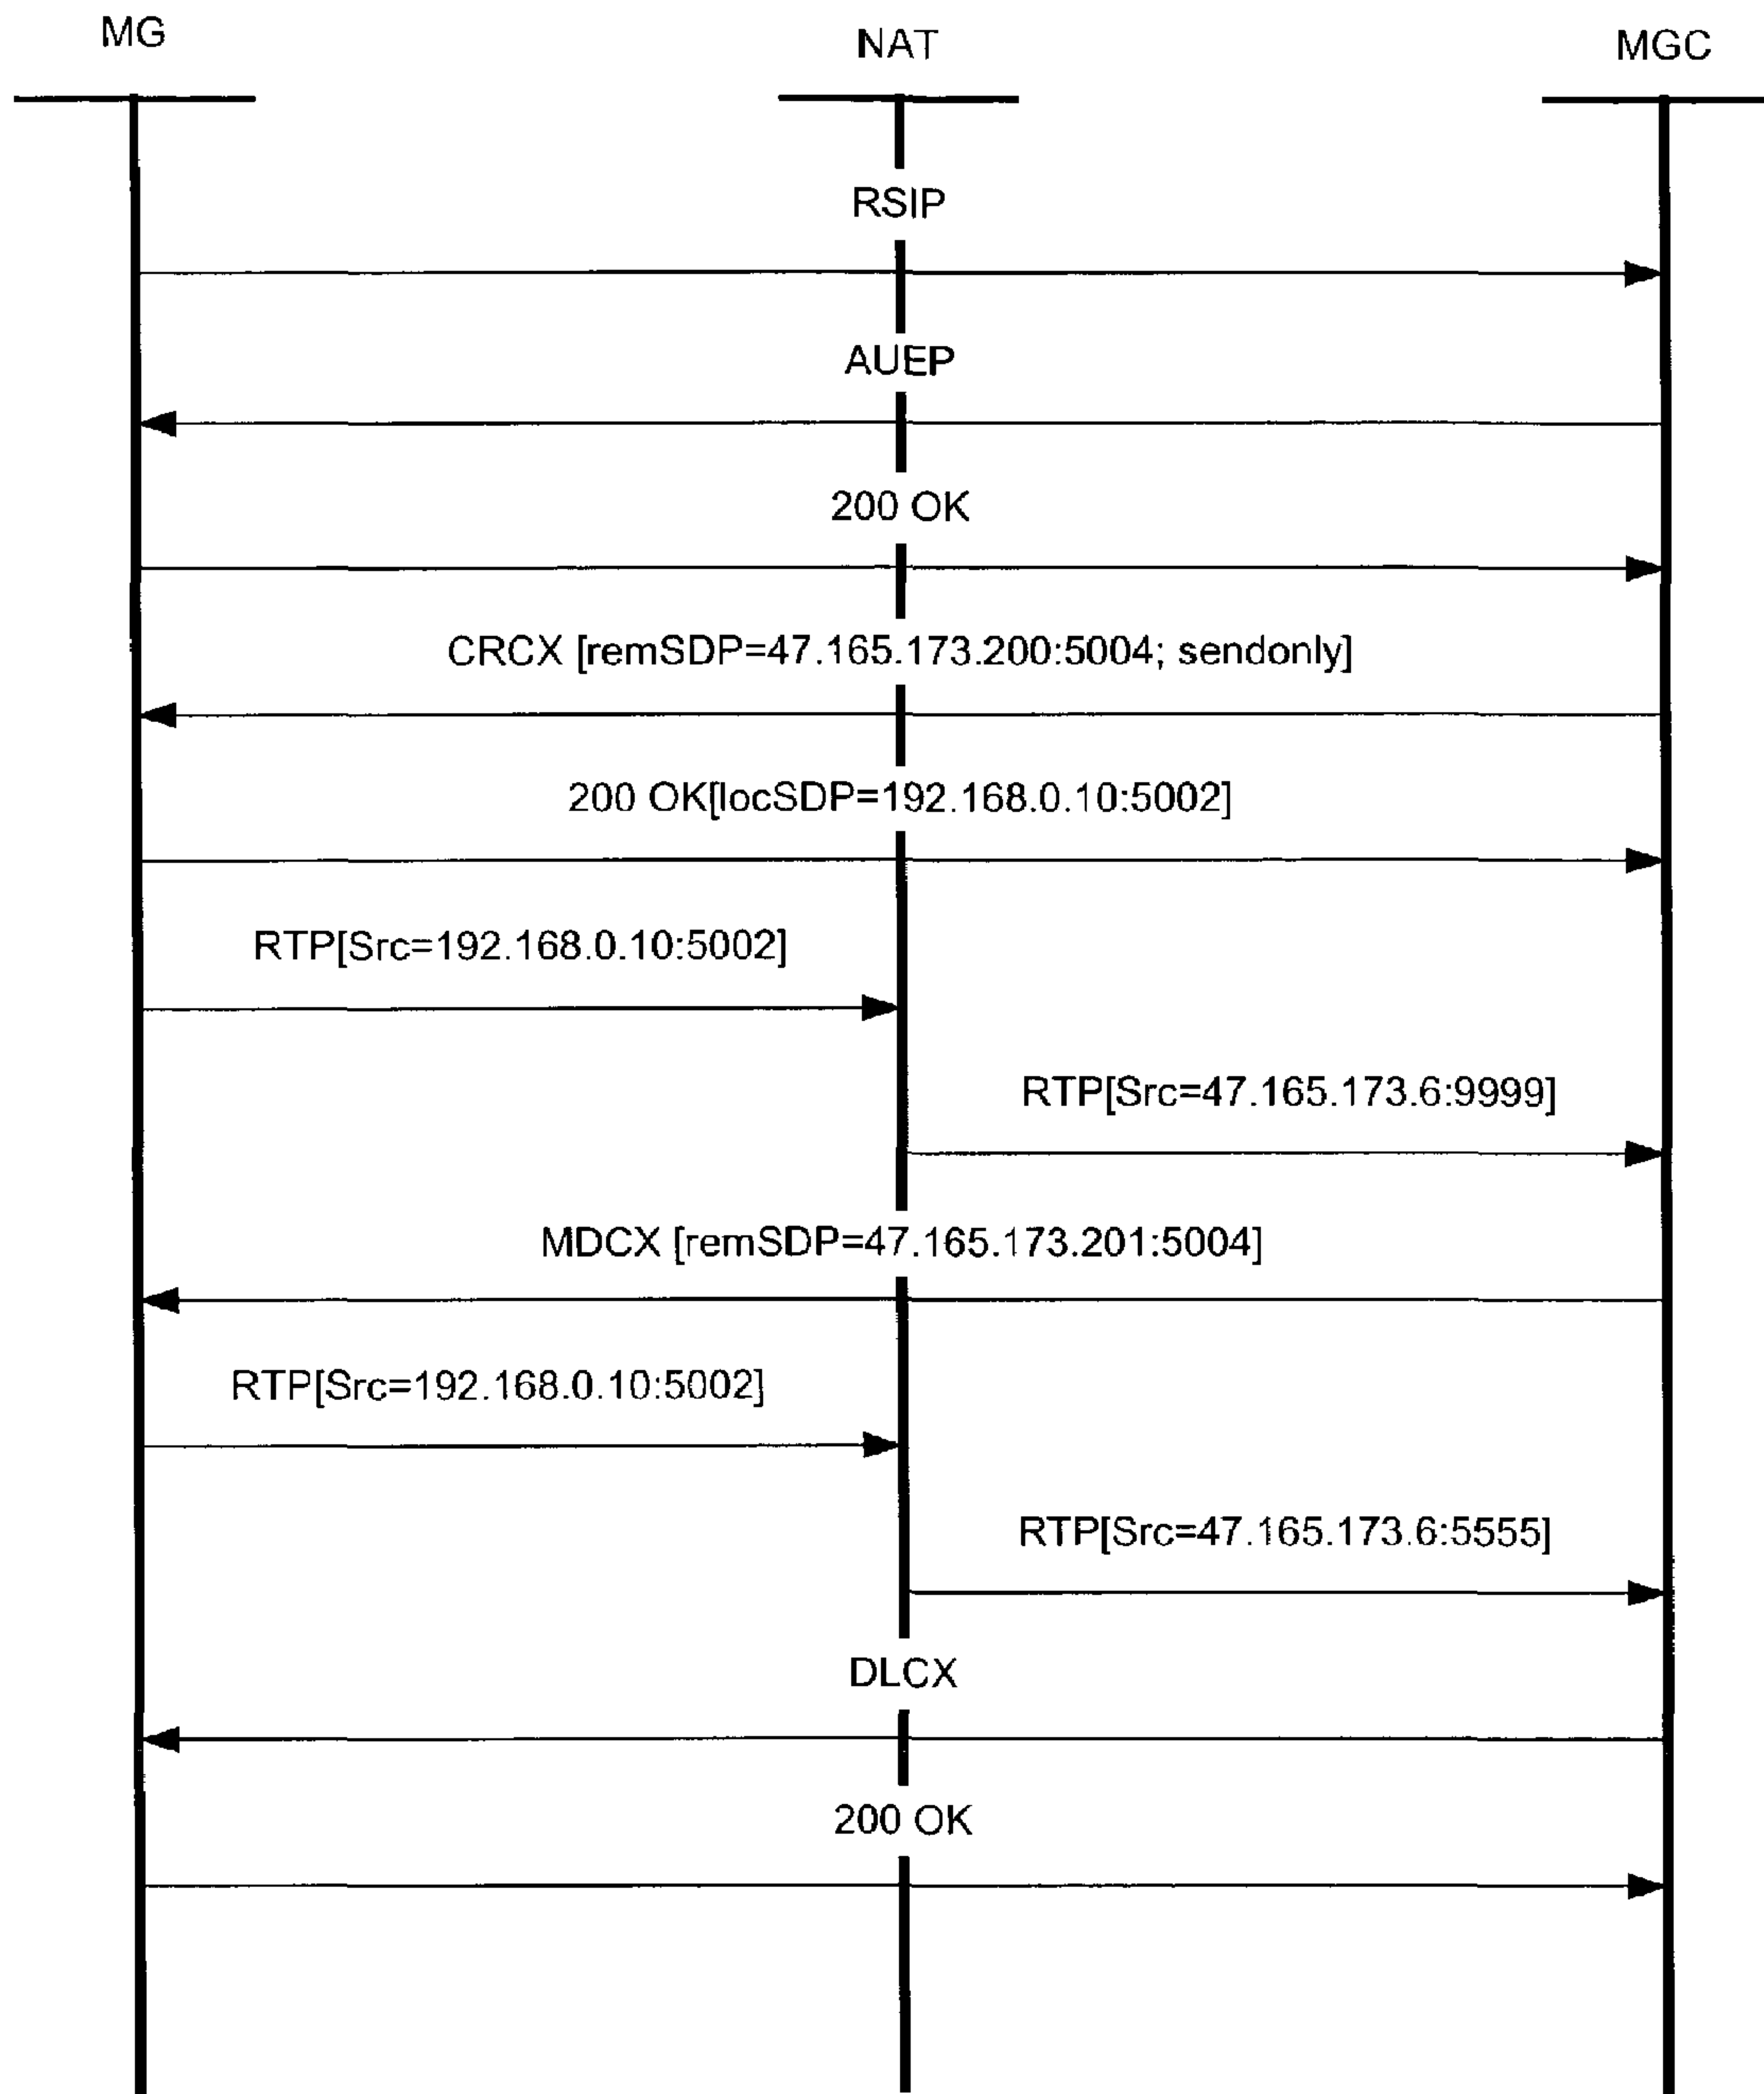 MG
NAT
MGC
RSIP
AUEP
200 OK
CRCX [remSDP=47.165.173.200:5004; sendonly]
200 OK[locSDP=192.168.0.10:5002]
RTP[Src=192.168.0.10:5002]
RTP[Src=47.165.173.6:9999]
MDCX [remSDP=47.165.173.201:5004]
RTP[Src=192.168.0.10:5002]
RTP[Src=47.165.173.6:5555]
DLCX
200 OK